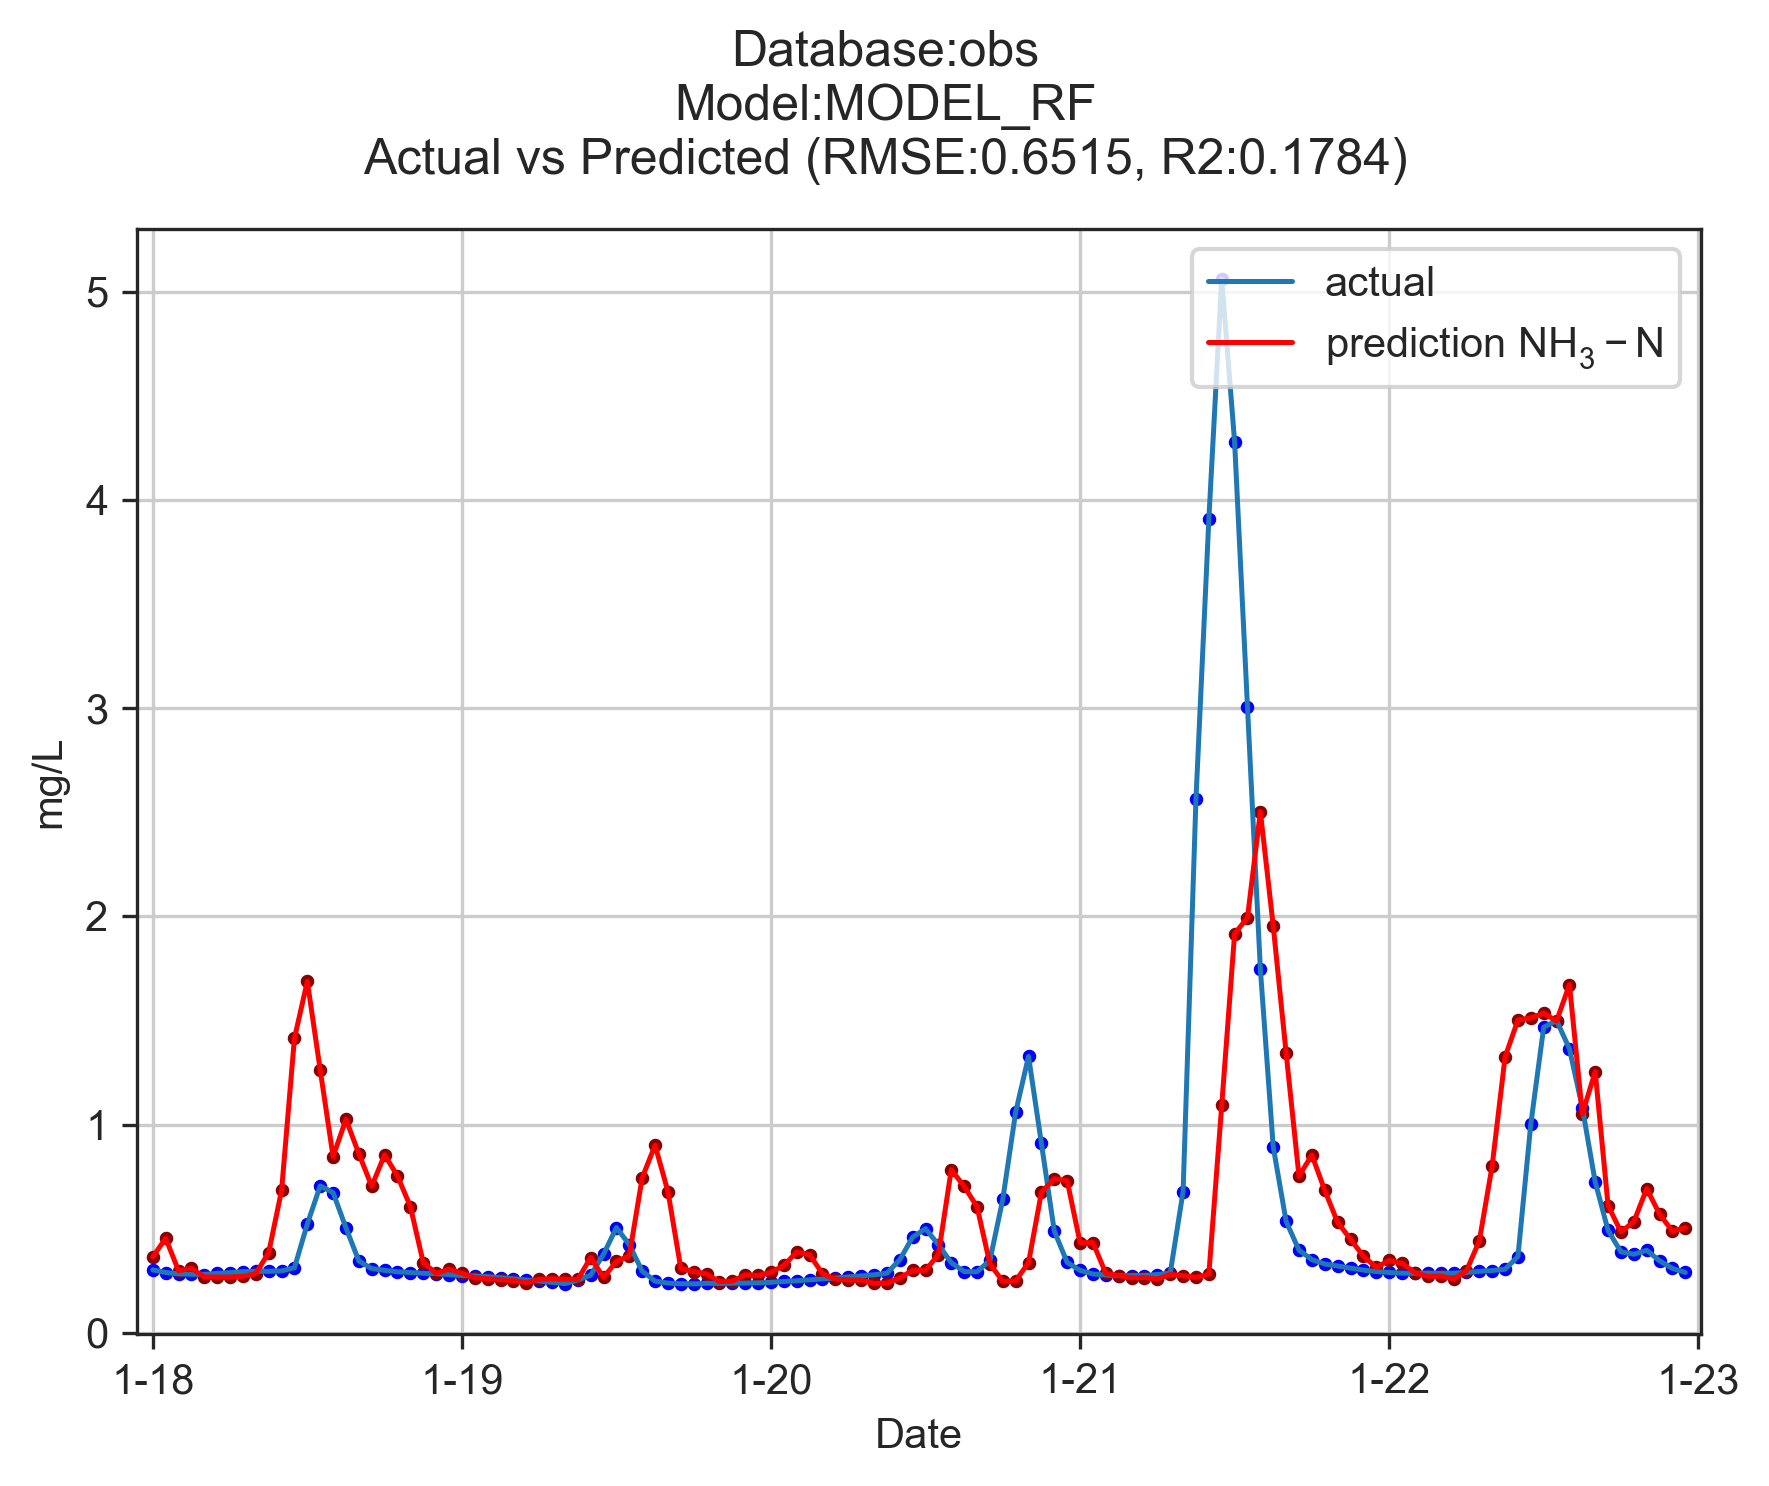 Database:obs
Model:MODEL_RF
Actual vs Predicted (RMSE:0.6515, R2:0.1784)
actual
prediction NH₃ − N
5
4
3
2
1
0
mg/L
1-18 1-19 1-20 1-21 1-22 1-23
Date